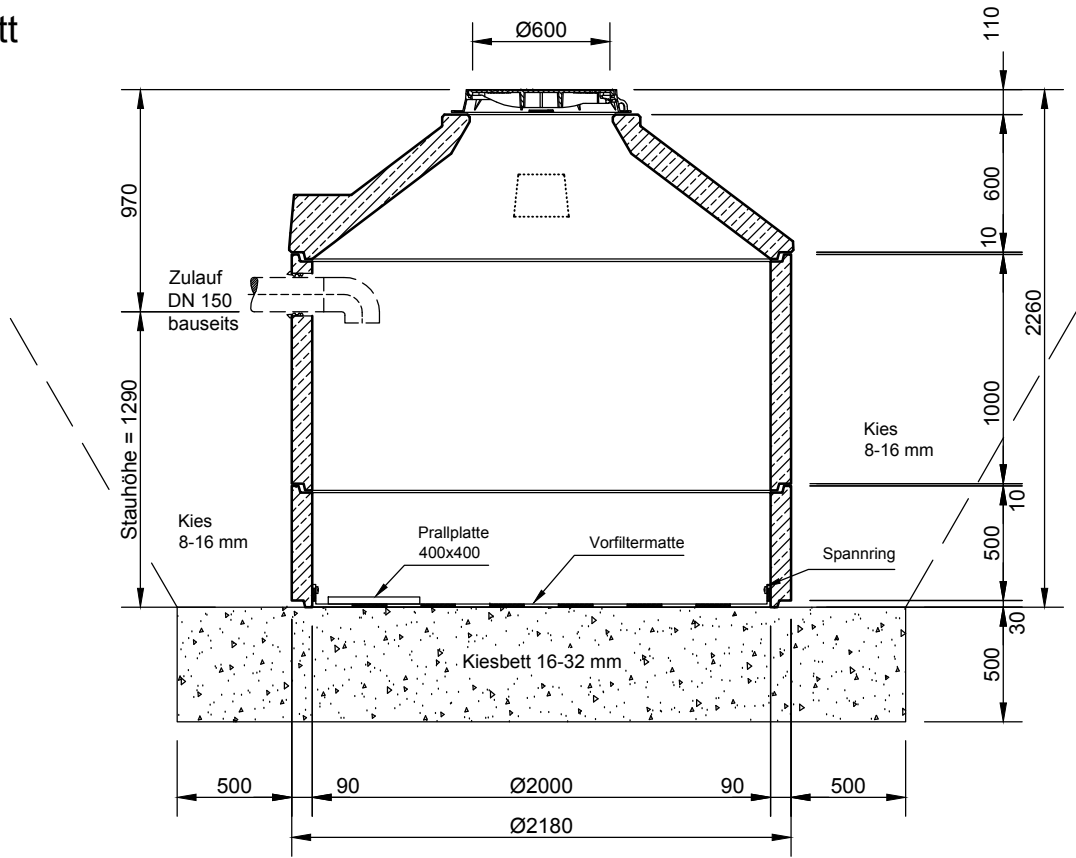 tt
Ø600
110
970
600
10
Zulauf
DN 150
bauseits
2260
1000
Stauhöhe = 1290
Kies
8-16 mm
10
Kies
8-16 mm
Prallplatte
400x400
Vorfiltermatte
Spannring
500
30
Kiesbett 16-32 mm
500
500
90
Ø2000
90
500
Ø2180